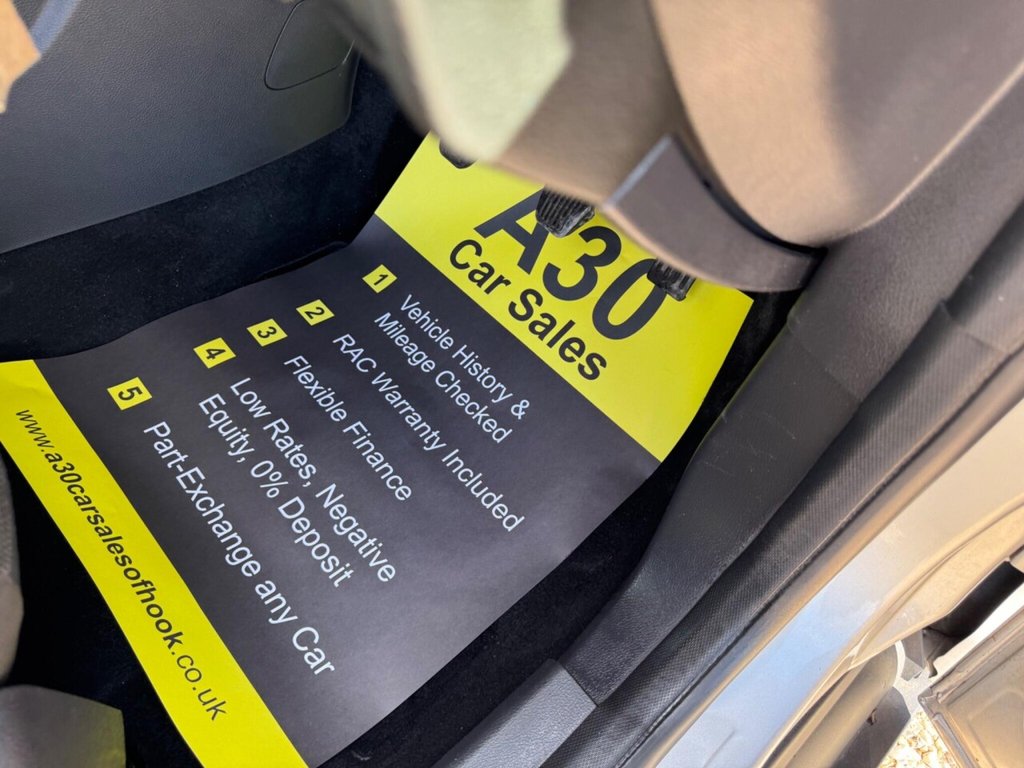 A30
Car Sales
1 Vehicle History &
Mileage Checked
2 RAC Warranty Included
3 Flexible Finance
4 Low Rates, Negative
Equity, 0% Deposit
5 Part-Exchange any Car
www.a30carsalesofhook.co.uk